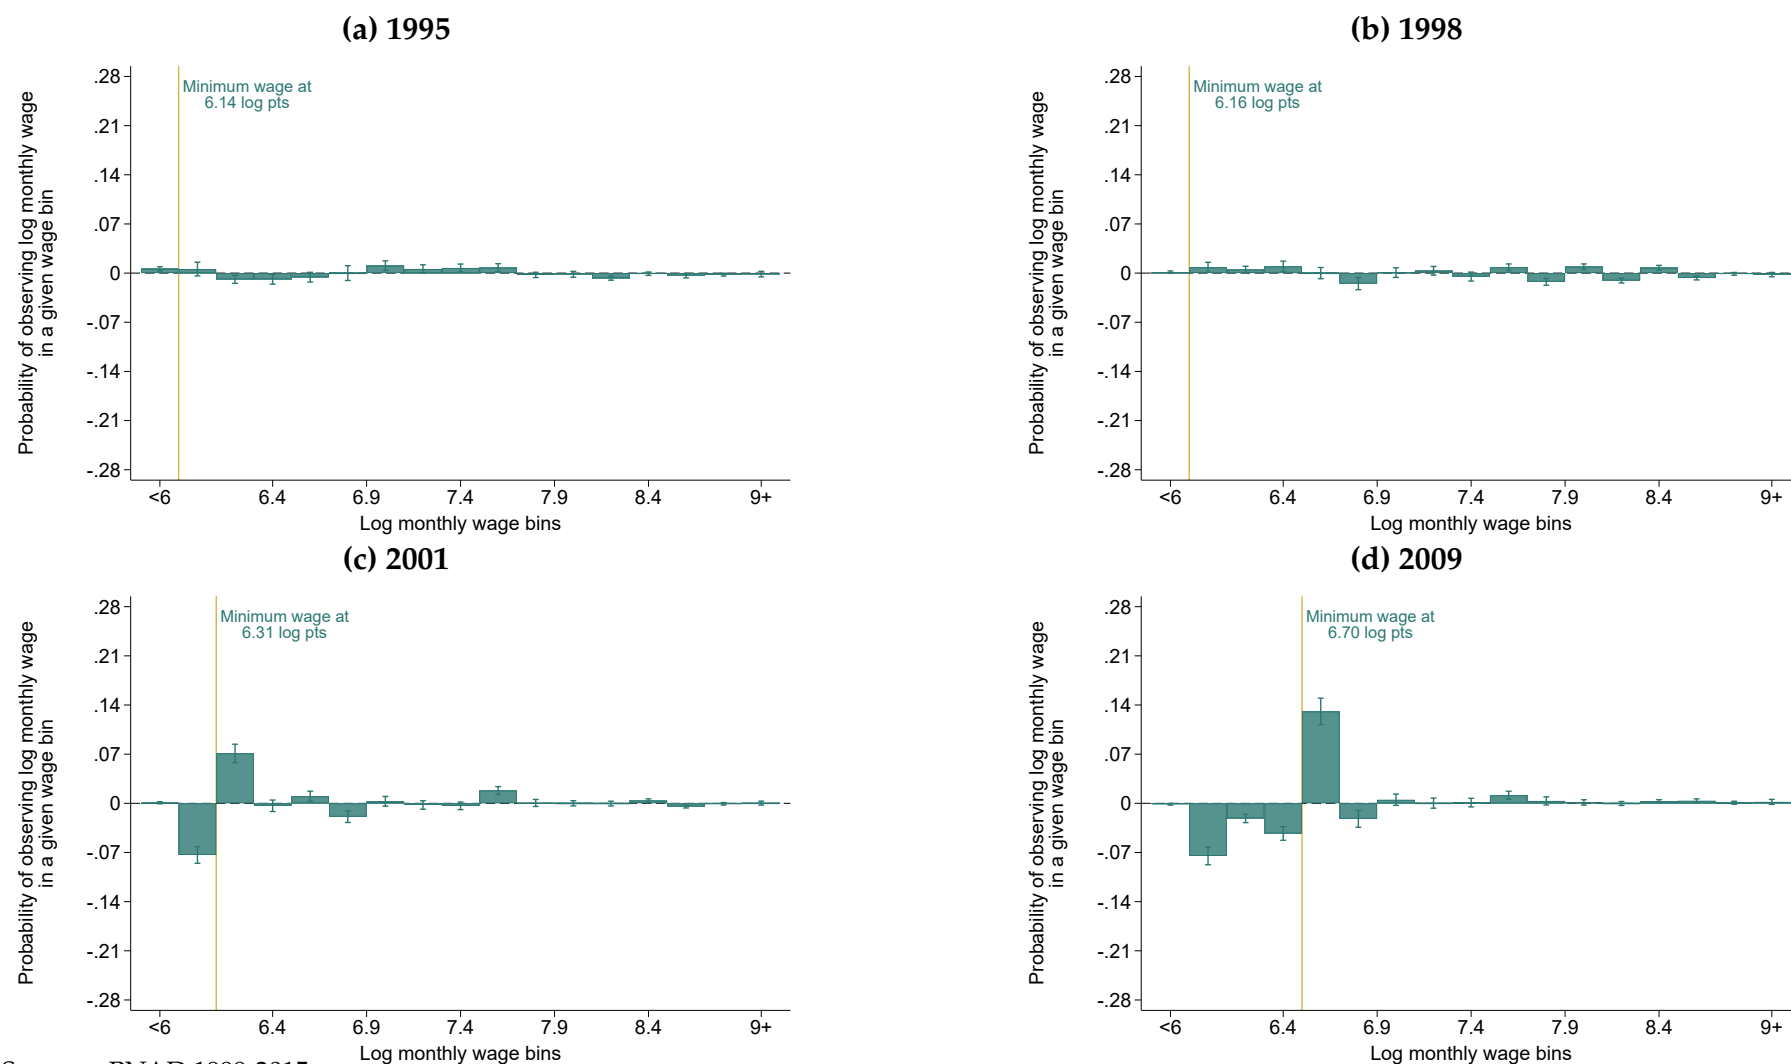 (a) 1995
Probability of observing log monthly wage
in a given wage bin
.28
.21
.14
.07
0
-.07
-.14
-.21
-.28
Minimum wage at
6.14 log pts
<6 6.4 6.9 7.4 7.9 8.4 9+
Log monthly wage bins
(b) 1998
Probability of observing log monthly wage
in a given wage bin
.28
.21
.14
.07
0
-.07
-.14
-.21
-.28
Minimum wage at
6.16 log pts
<6 6.4 6.9 7.4 7.9 8.4 9+
Log monthly wage bins
(c) 2001
Probability of observing log monthly wage
in a given wage bin
.28
.21
.14
.07
0
-.07
-.14
-.21
-.28
Minimum wage at
6.31 log pts
<6 6.4 6.9 7.4 7.9 8.4 9+
Log monthly wage bins
(d) 2009
Probability of observing log monthly wage
in a given wage bin
.28
.21
.14
.07
0
-.07
-.14
-.21
-.28
Minimum wage at
6.70 log pts
<6 6.4 6.9 7.4 7.9 8.4 9+
Log monthly wage bins